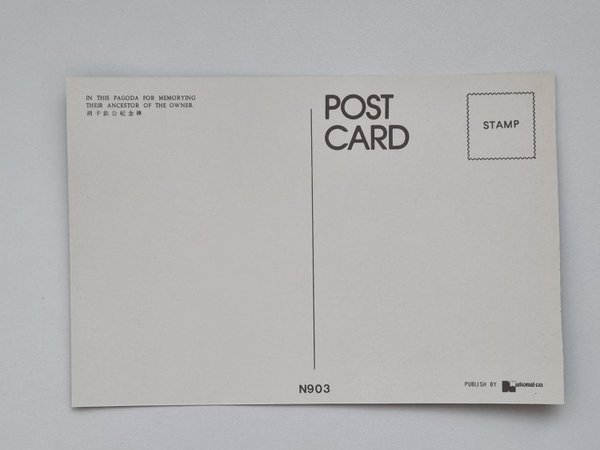 IN THIS PAGODA FOR MEMORYING
THEIR ANCESTOR OF THE OWNER.
胡子欽公紀念碑
POST
CARD
STAMP
N903
PUBLISH BY National co.